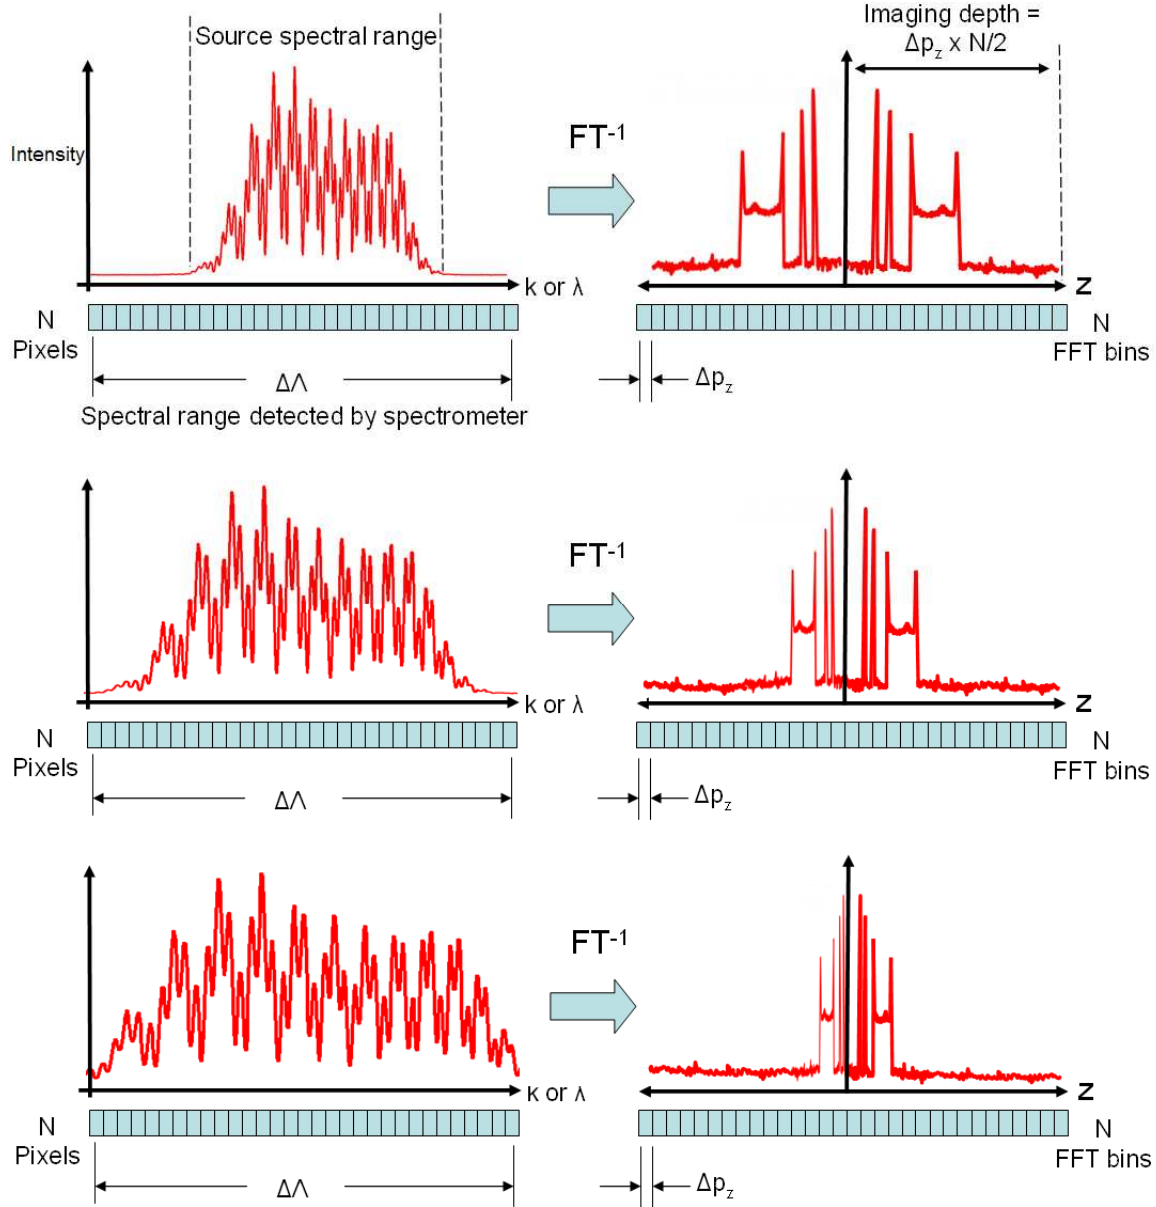 Source spectral range
Imaging depth =
Δp_z x N/2
Intensity
FT⁻¹
k or λ
z
N
Pixels
N
FFT bins
ΔΛ
Δp_z
Spectral range detected by spectrometer
FT⁻¹
k or λ
z
N
Pixels
N
FFT bins
ΔΛ
Δp_z
FT⁻¹
k or λ
z
N
Pixels
N
FFT bins
ΔΛ
Δp_z